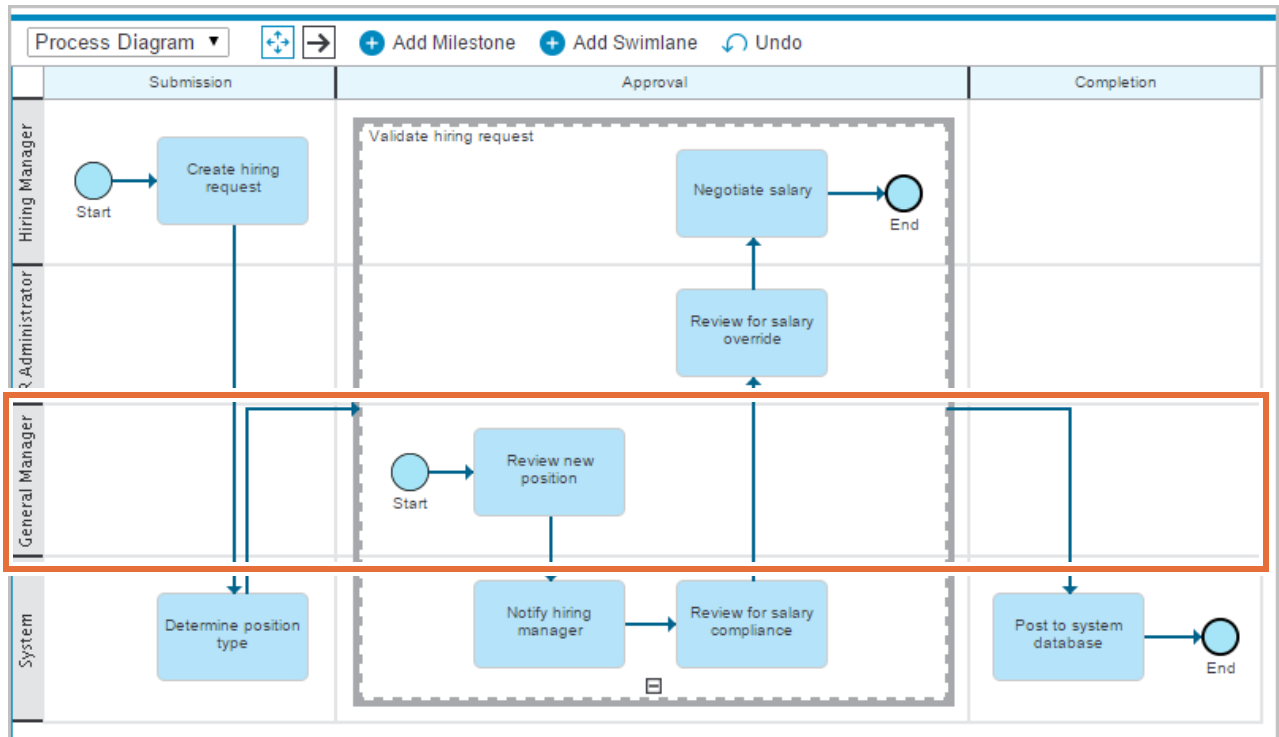 Process Diagram ▼
Add Milestone
Add Swimlane
Undo
Submission
Approval
Completion
Hiring Manager
Start
Create hiring
request
Validate hiring request
Negotiate salary
End
R Administrator
Review for salary
override
General Manager
Start
Review new
position
System
Determine position
type
Notify hiring
manager
Review for salary
compliance
Post to system
database
End